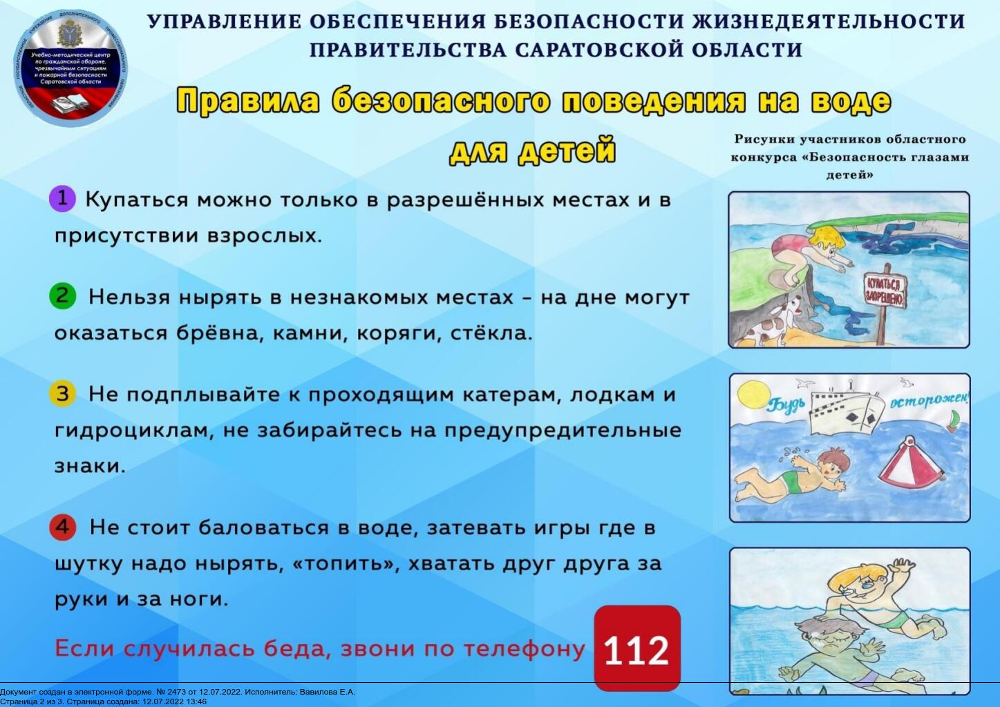 УПРАВЛЕНИЕ ОБЕСПЕЧЕНИЯ БЕЗОПАСНОСТИ ЖИЗНЕДЕЯТЕЛЬНОСТИ
ПРАВИТЕЛЬСТВА САРАТОВСКОЙ ОБЛАСТИ
ОБЛАСТНОЕ ГОСУДАРСТВЕННОЕ УЧРЕЖДЕНИЕ ДОПОЛНИТЕЛЬНОГО ПРОФЕССИОНАЛЬНОГО ОБРАЗОВАНИЯ
Учебно-методический центр
по гражданской обороне,
чрезвычайным ситуациям
и пожарной безопасности
Саратовской области
Правила безопасного поведения на воде
для детей
Рисунки участников областного
конкурса «Безопасность глазами
детей»
1 Купаться можно только в разрешённых местах и в
присутствии взрослых.
2 Нельзя нырять в незнакомых местах – на дне могут
оказаться брёвна, камни, коряги, стёкла.
3 Не подплывайте к проходящим катерам, лодкам и
гидроциклам, не забирайтесь на предупредительные
знаки.
4 Не стоит баловаться в воде, затевать игры где в
шутку надо нырять, «топить», хватать друг друга за
руки и за ноги.
Если случилась беда, звони по телефону 112
КУПАТЬСЯ
ЗАПРЕЩЕНО
Будь осторожен!
Документ создан в электронной форме. № 2473 от 12.07.2022. Исполнитель: Вавилова Е.А.
Страница 2 из 3. Страница создана: 12.07.2022 13:46